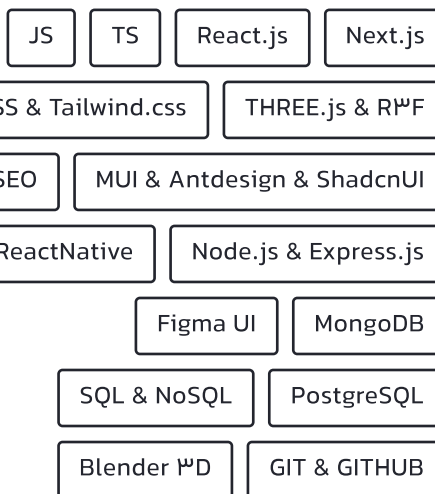 JS TS React.js Next.js
SS & Tailwind.css THREE.js & R۳F
SEO MUI & Antdesign & ShadcnUI
ReactNative Node.js & Express.js
Figma UI MongoDB
SQL & NoSQL PostgreSQL
Blender ۳D GIT & GITHUB